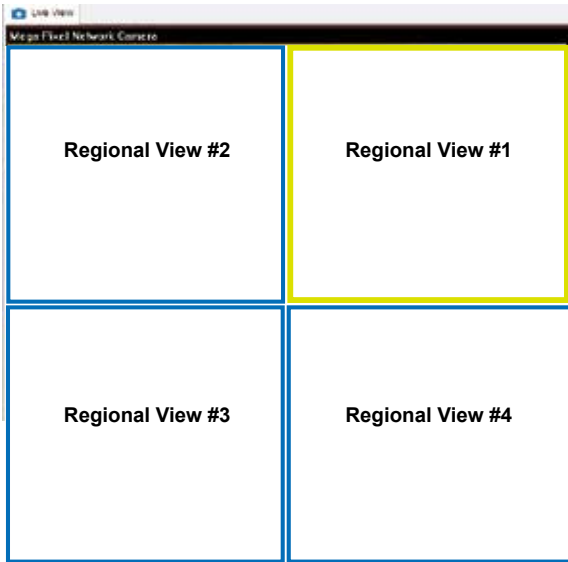 Live View
Mega Pixel Network Camera
Regional View #2 Regional View #1
Regional View #3 Regional View #4